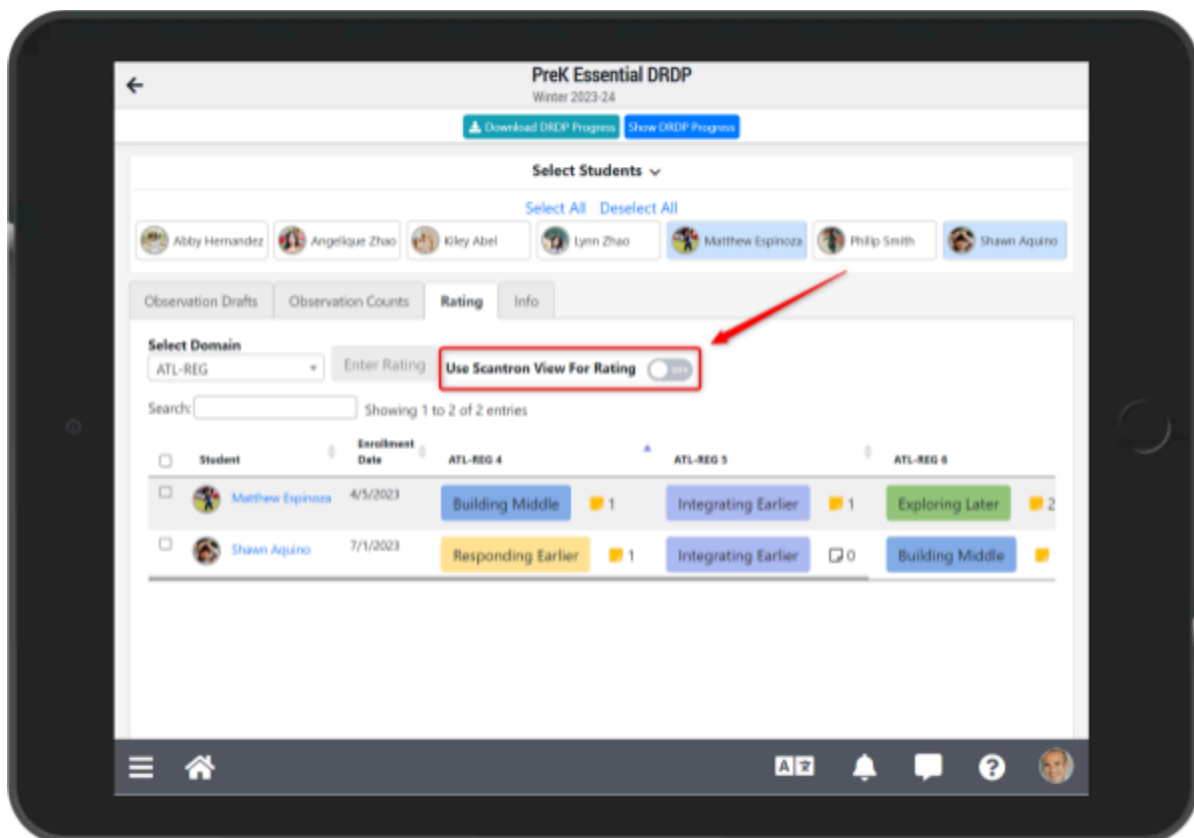 PreK Essential DRDP
Winter 2023-24
Download DRDP Progress Show DRDP Progress
Select Students
Select All Deselect All
Abby Hernandez Angelique Zhao Kiley Abel Lynn Zhao Matthew Espinoza Philip Smith Shawn Aquino
Observation Drafts Observation Counts Rating Info
Select Domain
ATL-REG Enter Rating Use Scantron View For Rating OFF
Search: Showing 1 to 2 of 2 entries
Student Enrollment Date ATL-REG 4 ATL-REG 5 ATL-REG 6
Matthew Espinoza 4/5/2023 Building Middle 1 Integrating Earlier 1 Exploring Later 2
Shawn Aquino 7/1/2023 Responding Earlier 1 Integrating Earlier 0 Building Middle
A